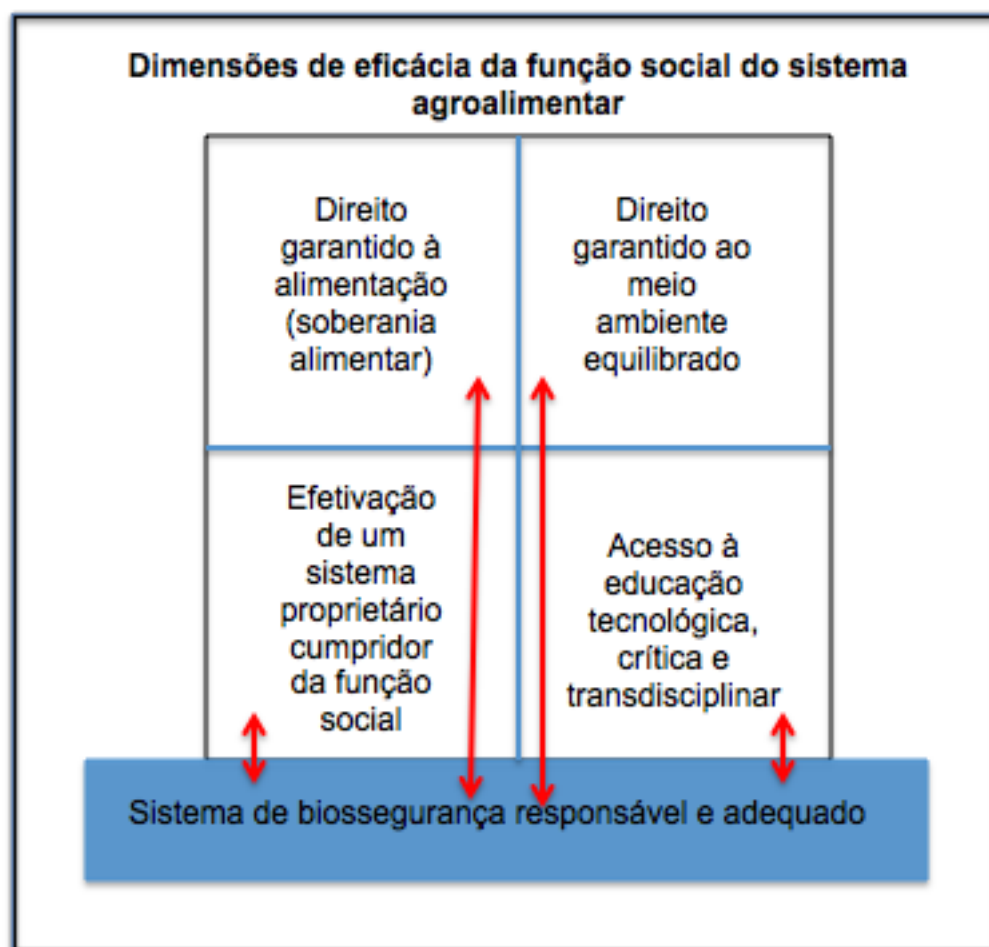 Dimensões de eficácia da função social do sistema
agroalimentar
Direito
garantido à
alimentação
(soberania
alimentar)
Direito
garantido ao
meio
ambiente
equilibrado
Efetivação
de um
sistema
proprietário
cumpridor
da função
social
Acesso à
educação
tecnológica,
crítica e
transdisciplinar
Sistema de biossegurança responsável e adequado